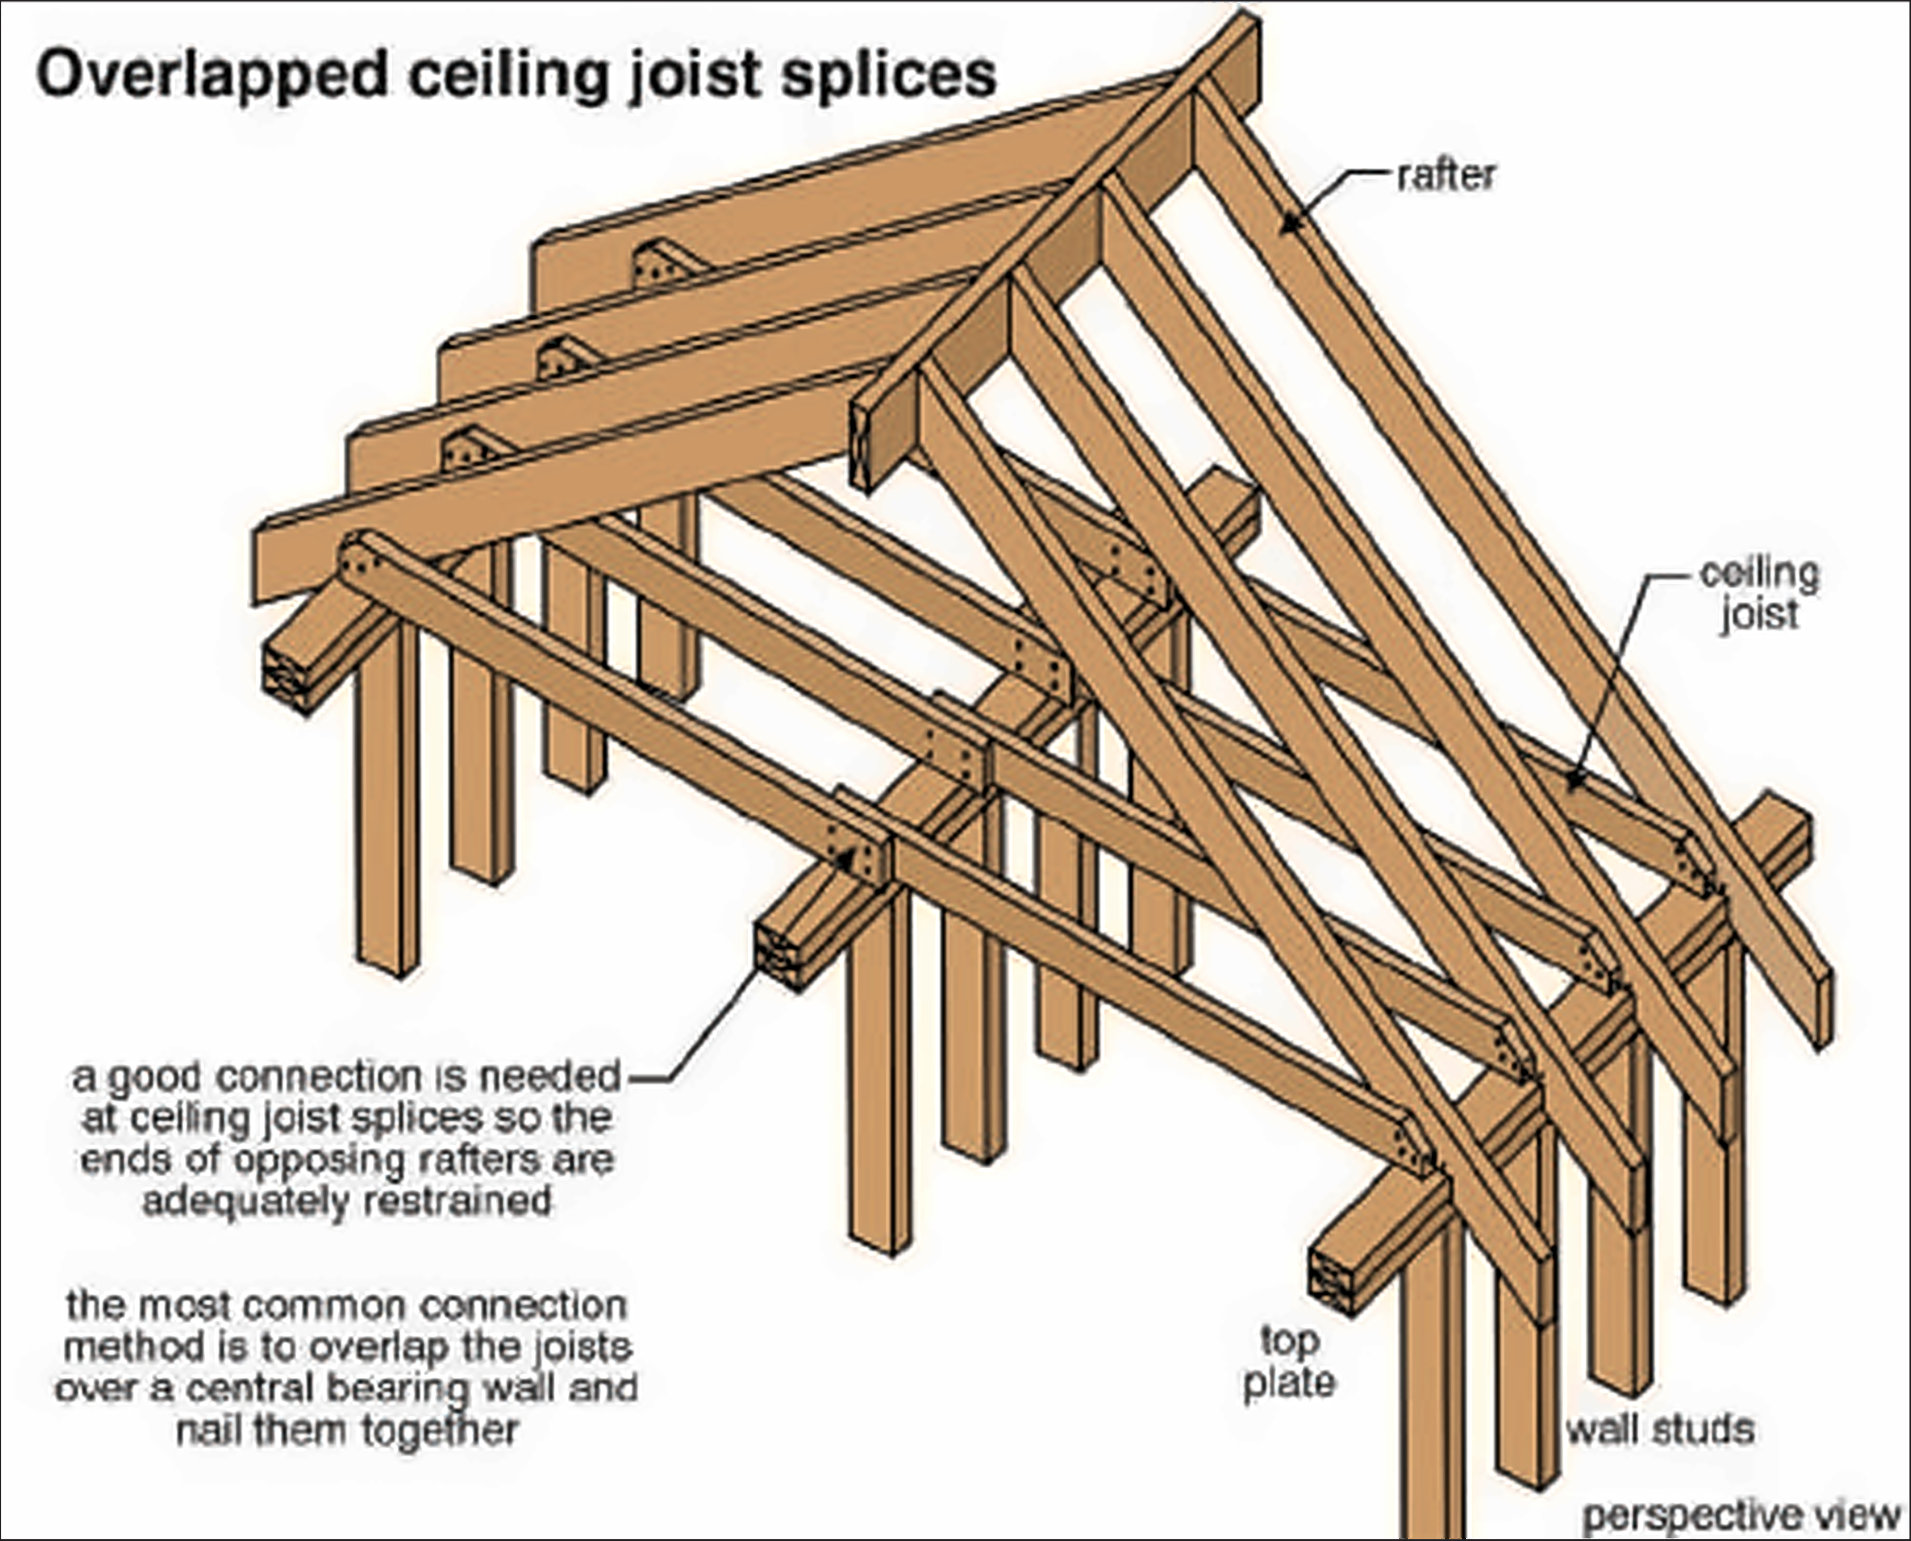 Overlapped ceiling joist splices
rafter
ceiling
joist
a good connection is needed
at ceiling joist splices so the
ends of opposing rafters are
adequately restrained
the most common connection
method is to overlap the joists
over a central bearing wall and
nail them together
top
plate
wall studs
perspective view